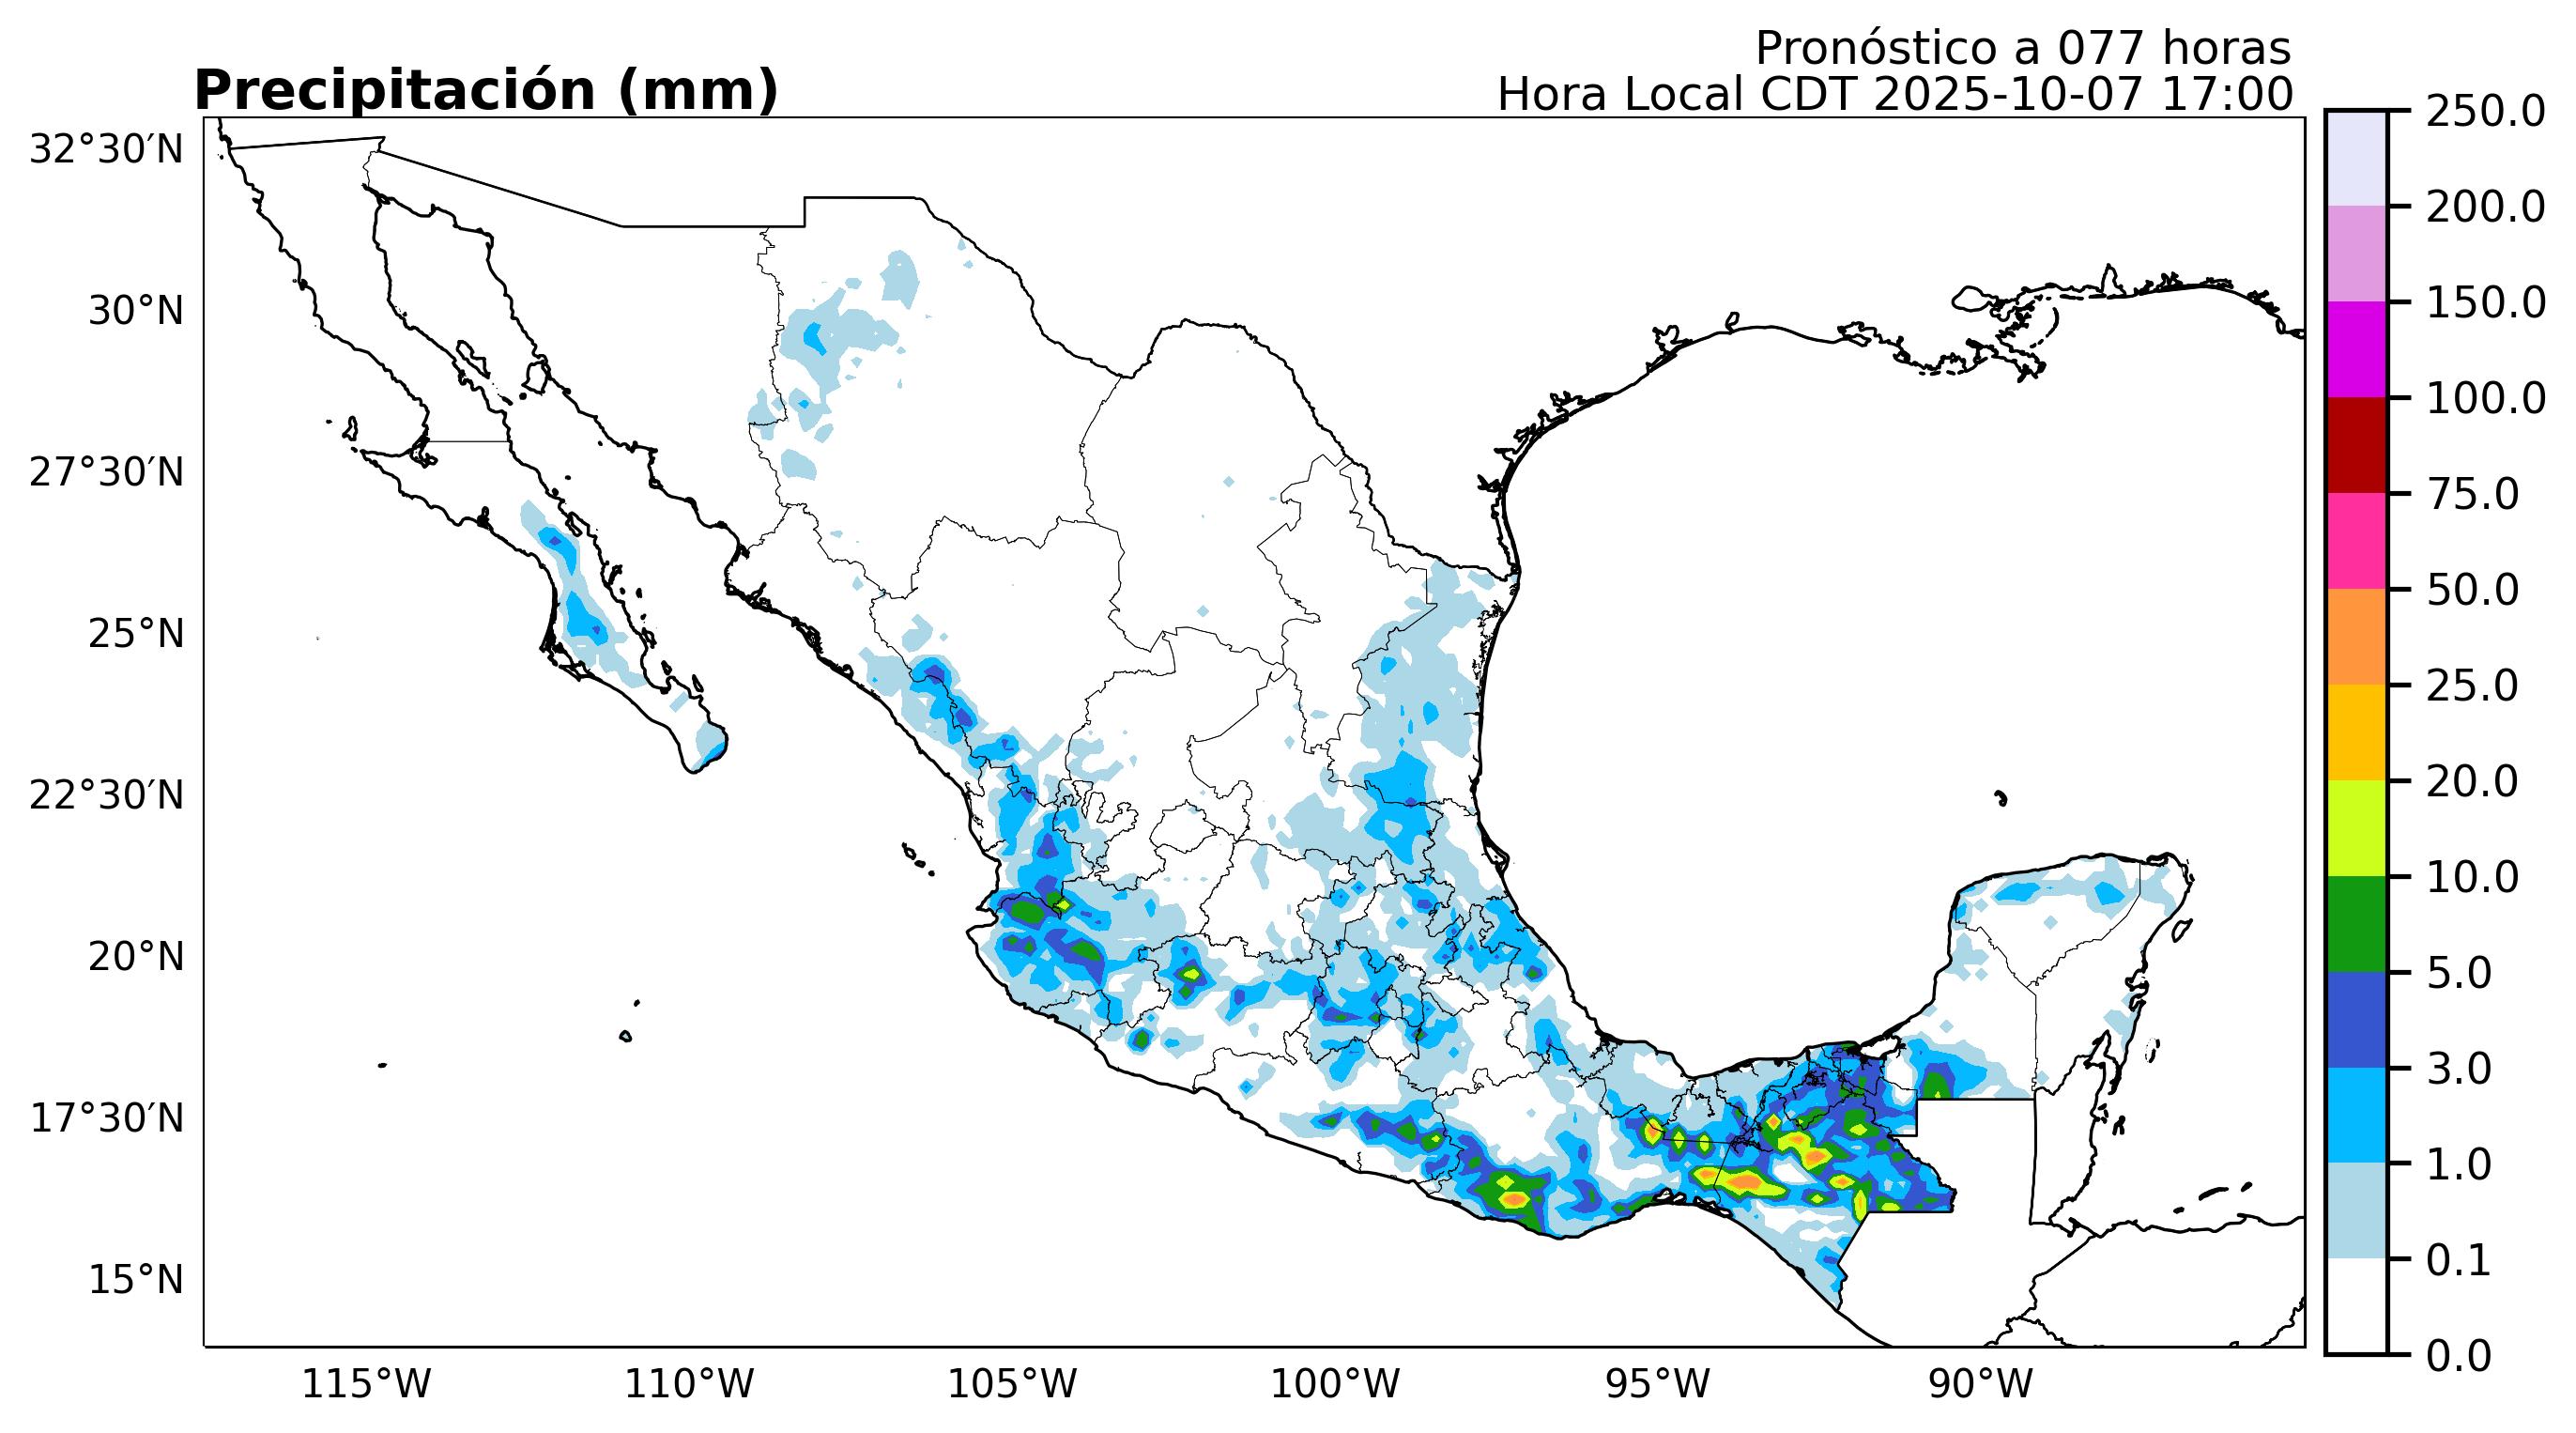 Pronóstico a 077 horas
Precipitación (mm)
Hora Local CDT 2025-10-07 17:00
32°30′N
30°N
27°30′N
25°N
22°30′N
20°N
17°30′N
15°N
115°W
110°W
105°W
100°W
95°W
90°W
250.0
200.0
150.0
100.0
75.0
50.0
25.0
20.0
10.0
5.0
3.0
1.0
0.1
0.0